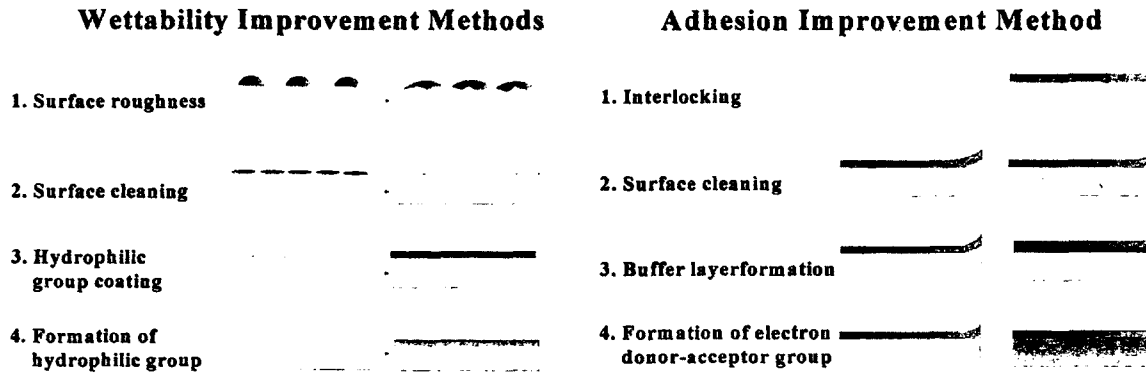 Wettability Improvement Methods
1. Surface roughness
2. Surface cleaning
3. Hydrophilic
group coating
4. Formation of
hydrophilic group
Adhesion Improvement Method
1. Interlocking
2. Surface cleaning
3. Buffer layerformation
4. Formation of electron
donor-acceptor group